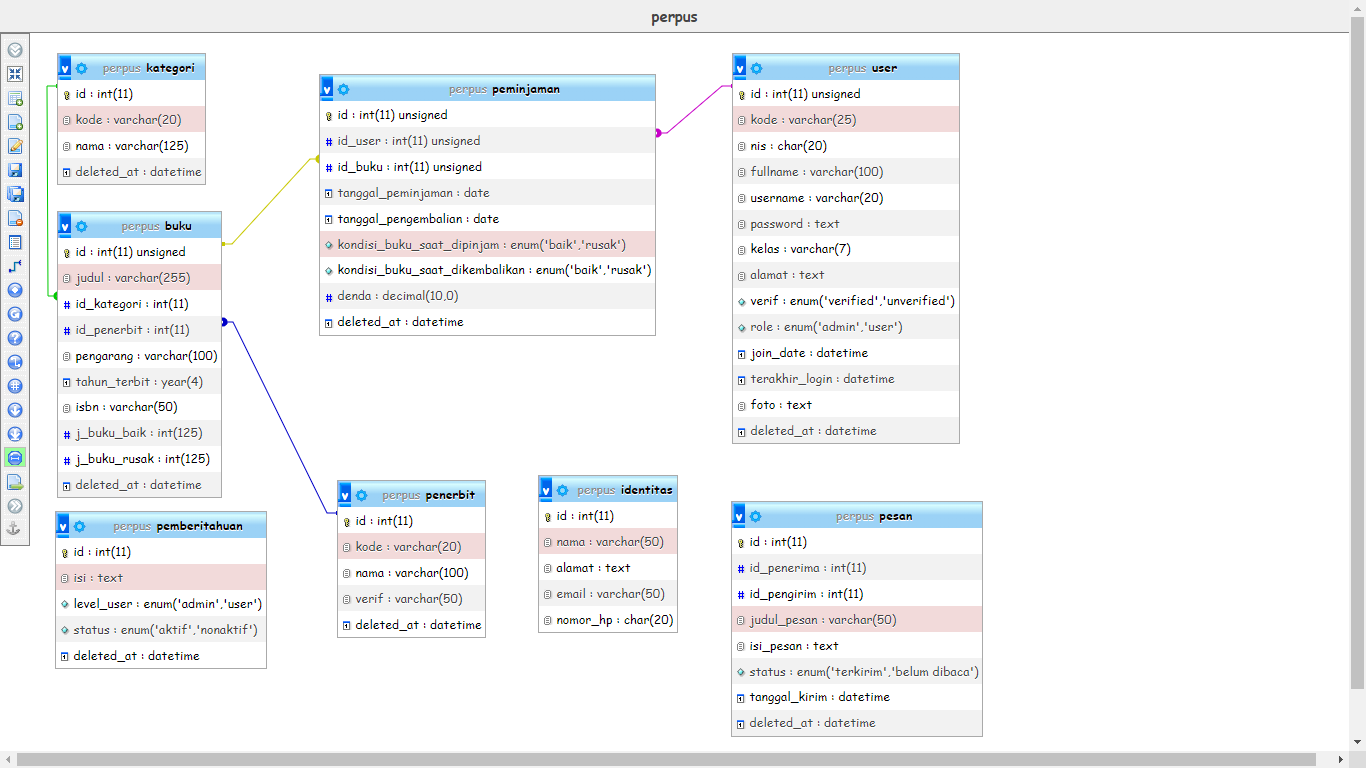 perpus
perpus kategori
id : int(11)
kode : varchar(20)
nama : varchar(125)
deleted_at : datetime
perpus buku
id : int(11) unsigned
judul : varchar(255)
id_kategori : int(11)
id_penerbit : int(11)
pengarang : varchar(100)
tahun_terbit : year(4)
isbn : varchar(50)
j_buku_baik : int(125)
j_buku_rusak : int(125)
deleted_at : datetime
perpus pemberitahuan
id : int(11)
isi : text
level_user : enum('admin','user')
status : enum('aktif','nonaktif')
deleted_at : datetime
perpus peminjaman
id : int(11) unsigned
id_user : int(11) unsigned
id_buku : int(11) unsigned
tanggal_peminjaman : date
tanggal_pengembalian : date
kondisi_buku_saat_dipinjam : enum('baik','rusak')
kondisi_buku_saat_dikembalikan : enum('baik','rusak')
denda : decimal(10,0)
deleted_at : datetime
perpus penerbit
id : int(11)
kode : varchar(20)
nama : varchar(100)
verif : varchar(50)
deleted_at : datetime
perpus identitas
id : int(11)
nama : varchar(50)
alamat : text
email : varchar(50)
nomor_hp : char(20)
perpus user
id : int(11) unsigned
kode : varchar(25)
nis : char(20)
fullname : varchar(100)
username : varchar(20)
password : text
kelas : varchar(7)
alamat : text
verif : enum('verified','unverified')
role : enum('admin','user')
join_date : datetime
terakhir_login : datetime
foto : text
deleted_at : datetime
perpus pesan
id : int(11)
id_penerima : int(11)
id_pengirim : int(11)
judul_pesan : varchar(50)
isi_pesan : text
status : enum('terkirim','belum dibaca')
tanggal_kirim : datetime
deleted_at : datetime